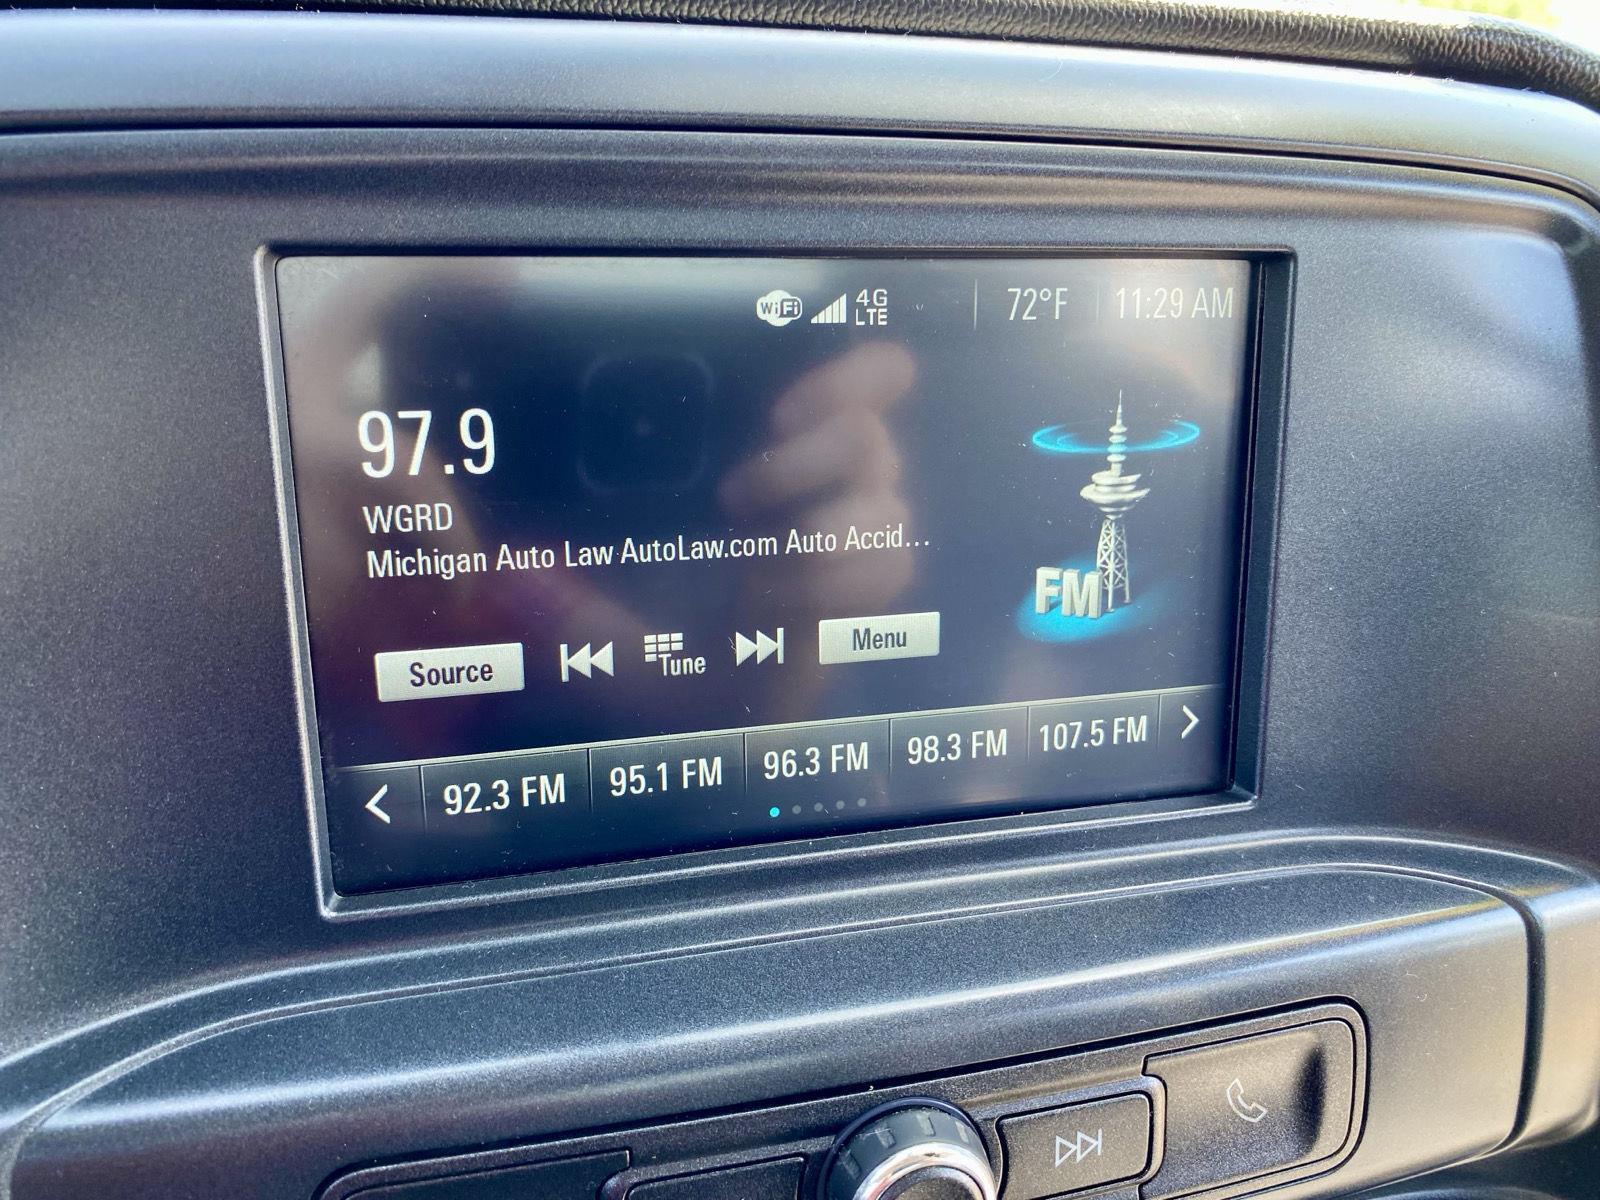 WiFi 4G LTE 72°F 11:29 AM
97.9
WGRD
Michigan Auto Law AutoLaw.com Auto Accid...
FM
Source Tune Menu
92.3 FM 95.1 FM 96.3 FM 98.3 FM 107.5 FM